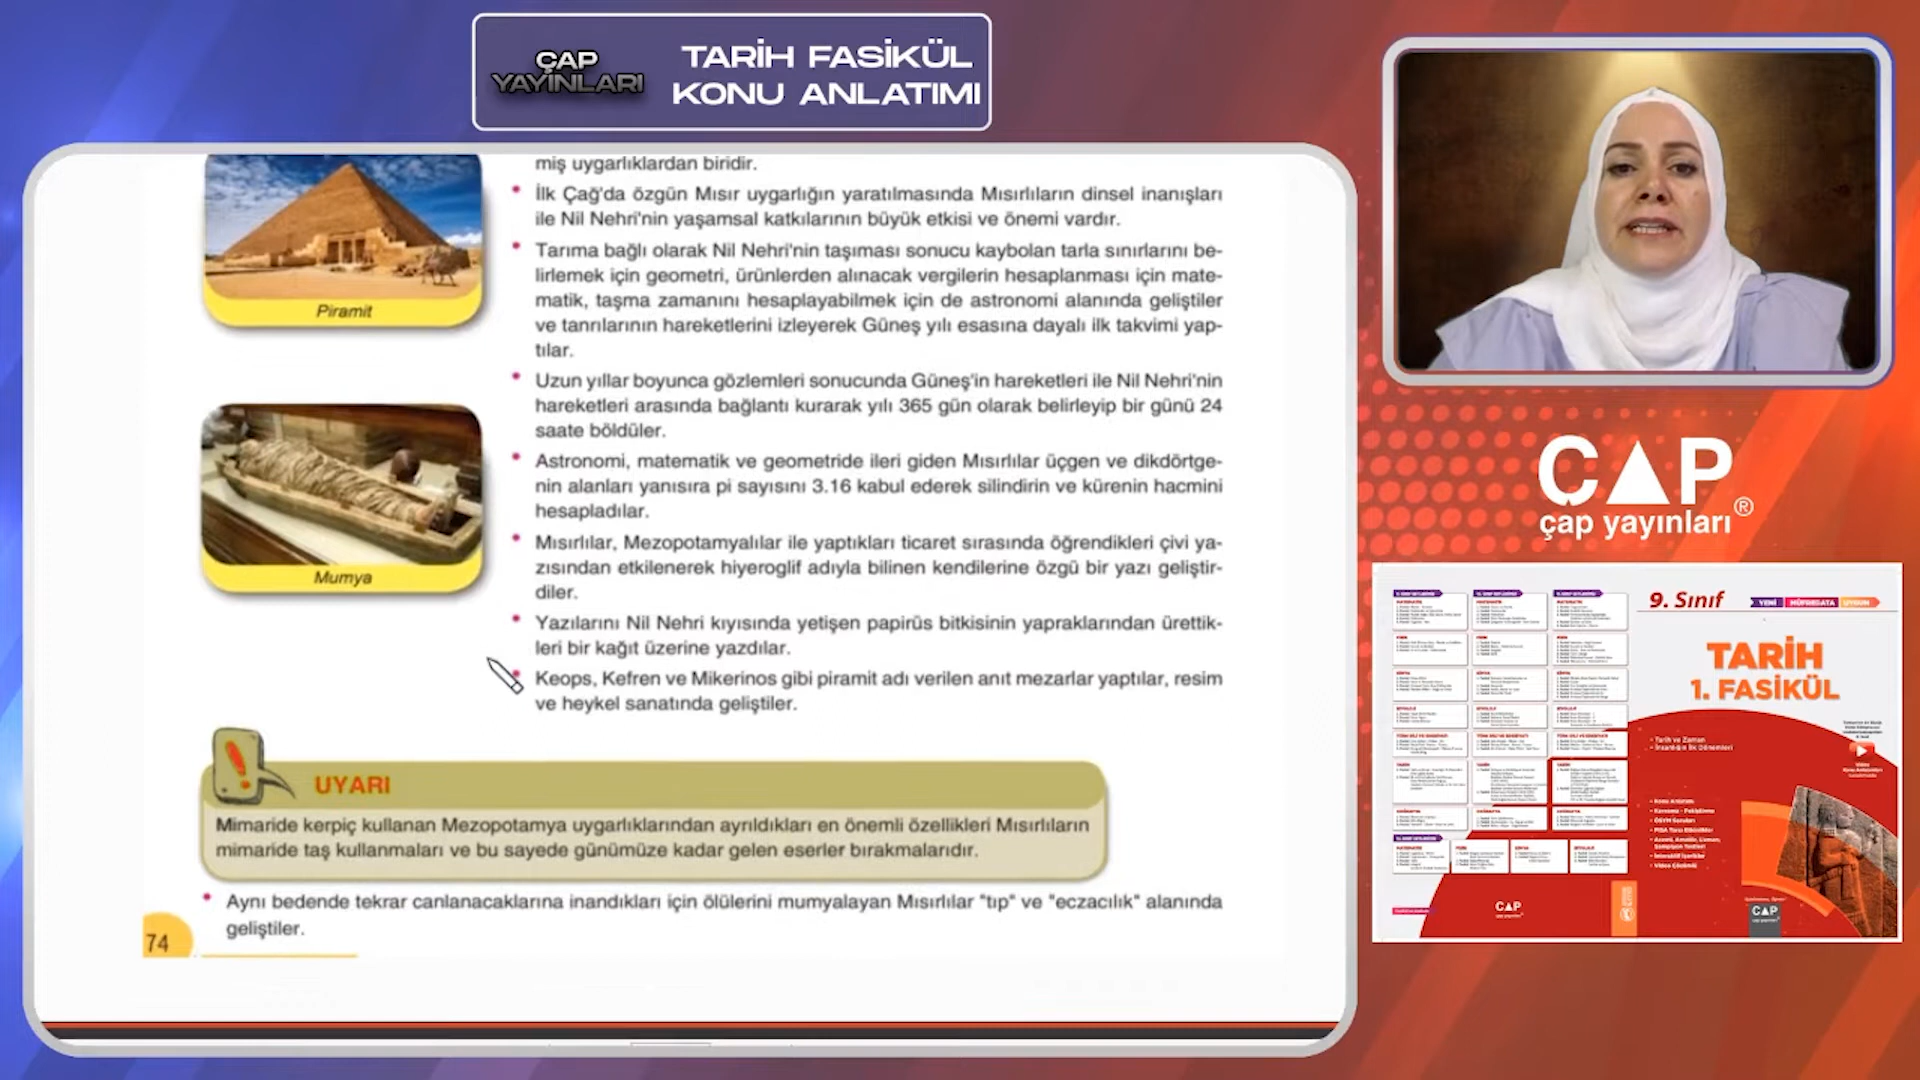 ÇAP
YAYINLARI
TARİH FASİKÜL
KONU ANLATIMI
miş uygarlıklardan biridir.
• İlk Çağ'da özgün Mısır uygarlığın yaratılmasında Mısırlıların dinsel inanışları
ile Nil Nehri'nin yaşamsal katkılarının büyük etkisi ve önemi vardır.
• Tarıma bağlı olarak Nil Nehri'nin taşıması sonucu kaybolan tarla sınırlarını be-
lirlemek için geometri, ürünlerden alınacak vergilerin hesaplanması için mate-
matik, taşma zamanını hesaplayabilmek için de astronomi alanında geliştiler
ve tanrılarının hareketlerini izleyerek Güneş yılı esasına dayalı ilk takvimi yap-
tılar.
• Uzun yıllar boyunca gözlemleri sonucunda Güneş'in hareketleri ile Nil Nehri'nin
hareketleri arasında bağlantı kurarak yılı 365 gün olarak belirleyip bir günü 24
saate böldüler.
• Astronomi, matematik ve geometride ileri giden Mısırlılar üçgen ve dikdörtge-
nin alanları yanısıra pi sayısını 3.16 kabul ederek silindirin ve kürenin hacmini
hesapladılar.
• Mısırlılar, Mezopotamyalılar ile yaptıkları ticaret sırasında öğrendikleri çivi ya-
zısından etkilenerek hiyeroglif adıyla bilinen kendilerine özgü bir yazı geliştir-
diler.
• Yazılarını Nil Nehri kıyısında yetişen papirüs bitkisinin yapraklarından ürettik-
leri bir kağıt üzerine yazdılar.
• Keops, Kefren ve Mikerinos gibi piramit adı verilen anıt mezarlar yaptılar, resim
ve heykel sanatında geliştiler.
Piramit
Mumya
UYARI
Mimaride kerpiç kullanan Mezopotamya uygarlıklarından ayrıldıkları en önemli özellikleri Mısırlıların
mimaride taş kullanmaları ve bu sayede günümüze kadar gelen eserler bırakmalarıdır.
• Aynı bedende tekrar canlanacaklarına inandıkları için ölülerini mumyalayan Mısırlılar "tıp" ve "eczacılık" alanında
geliştiler.
74
ÇAP
çap yayınları®
9. Sınıf
YENİ MÜFREDATA UYGUN
TARİH
1. FASİKÜL
- Tarih ve Zaman
- İnsanlığın İlk Dönemleri
ÇAP
ÇAP